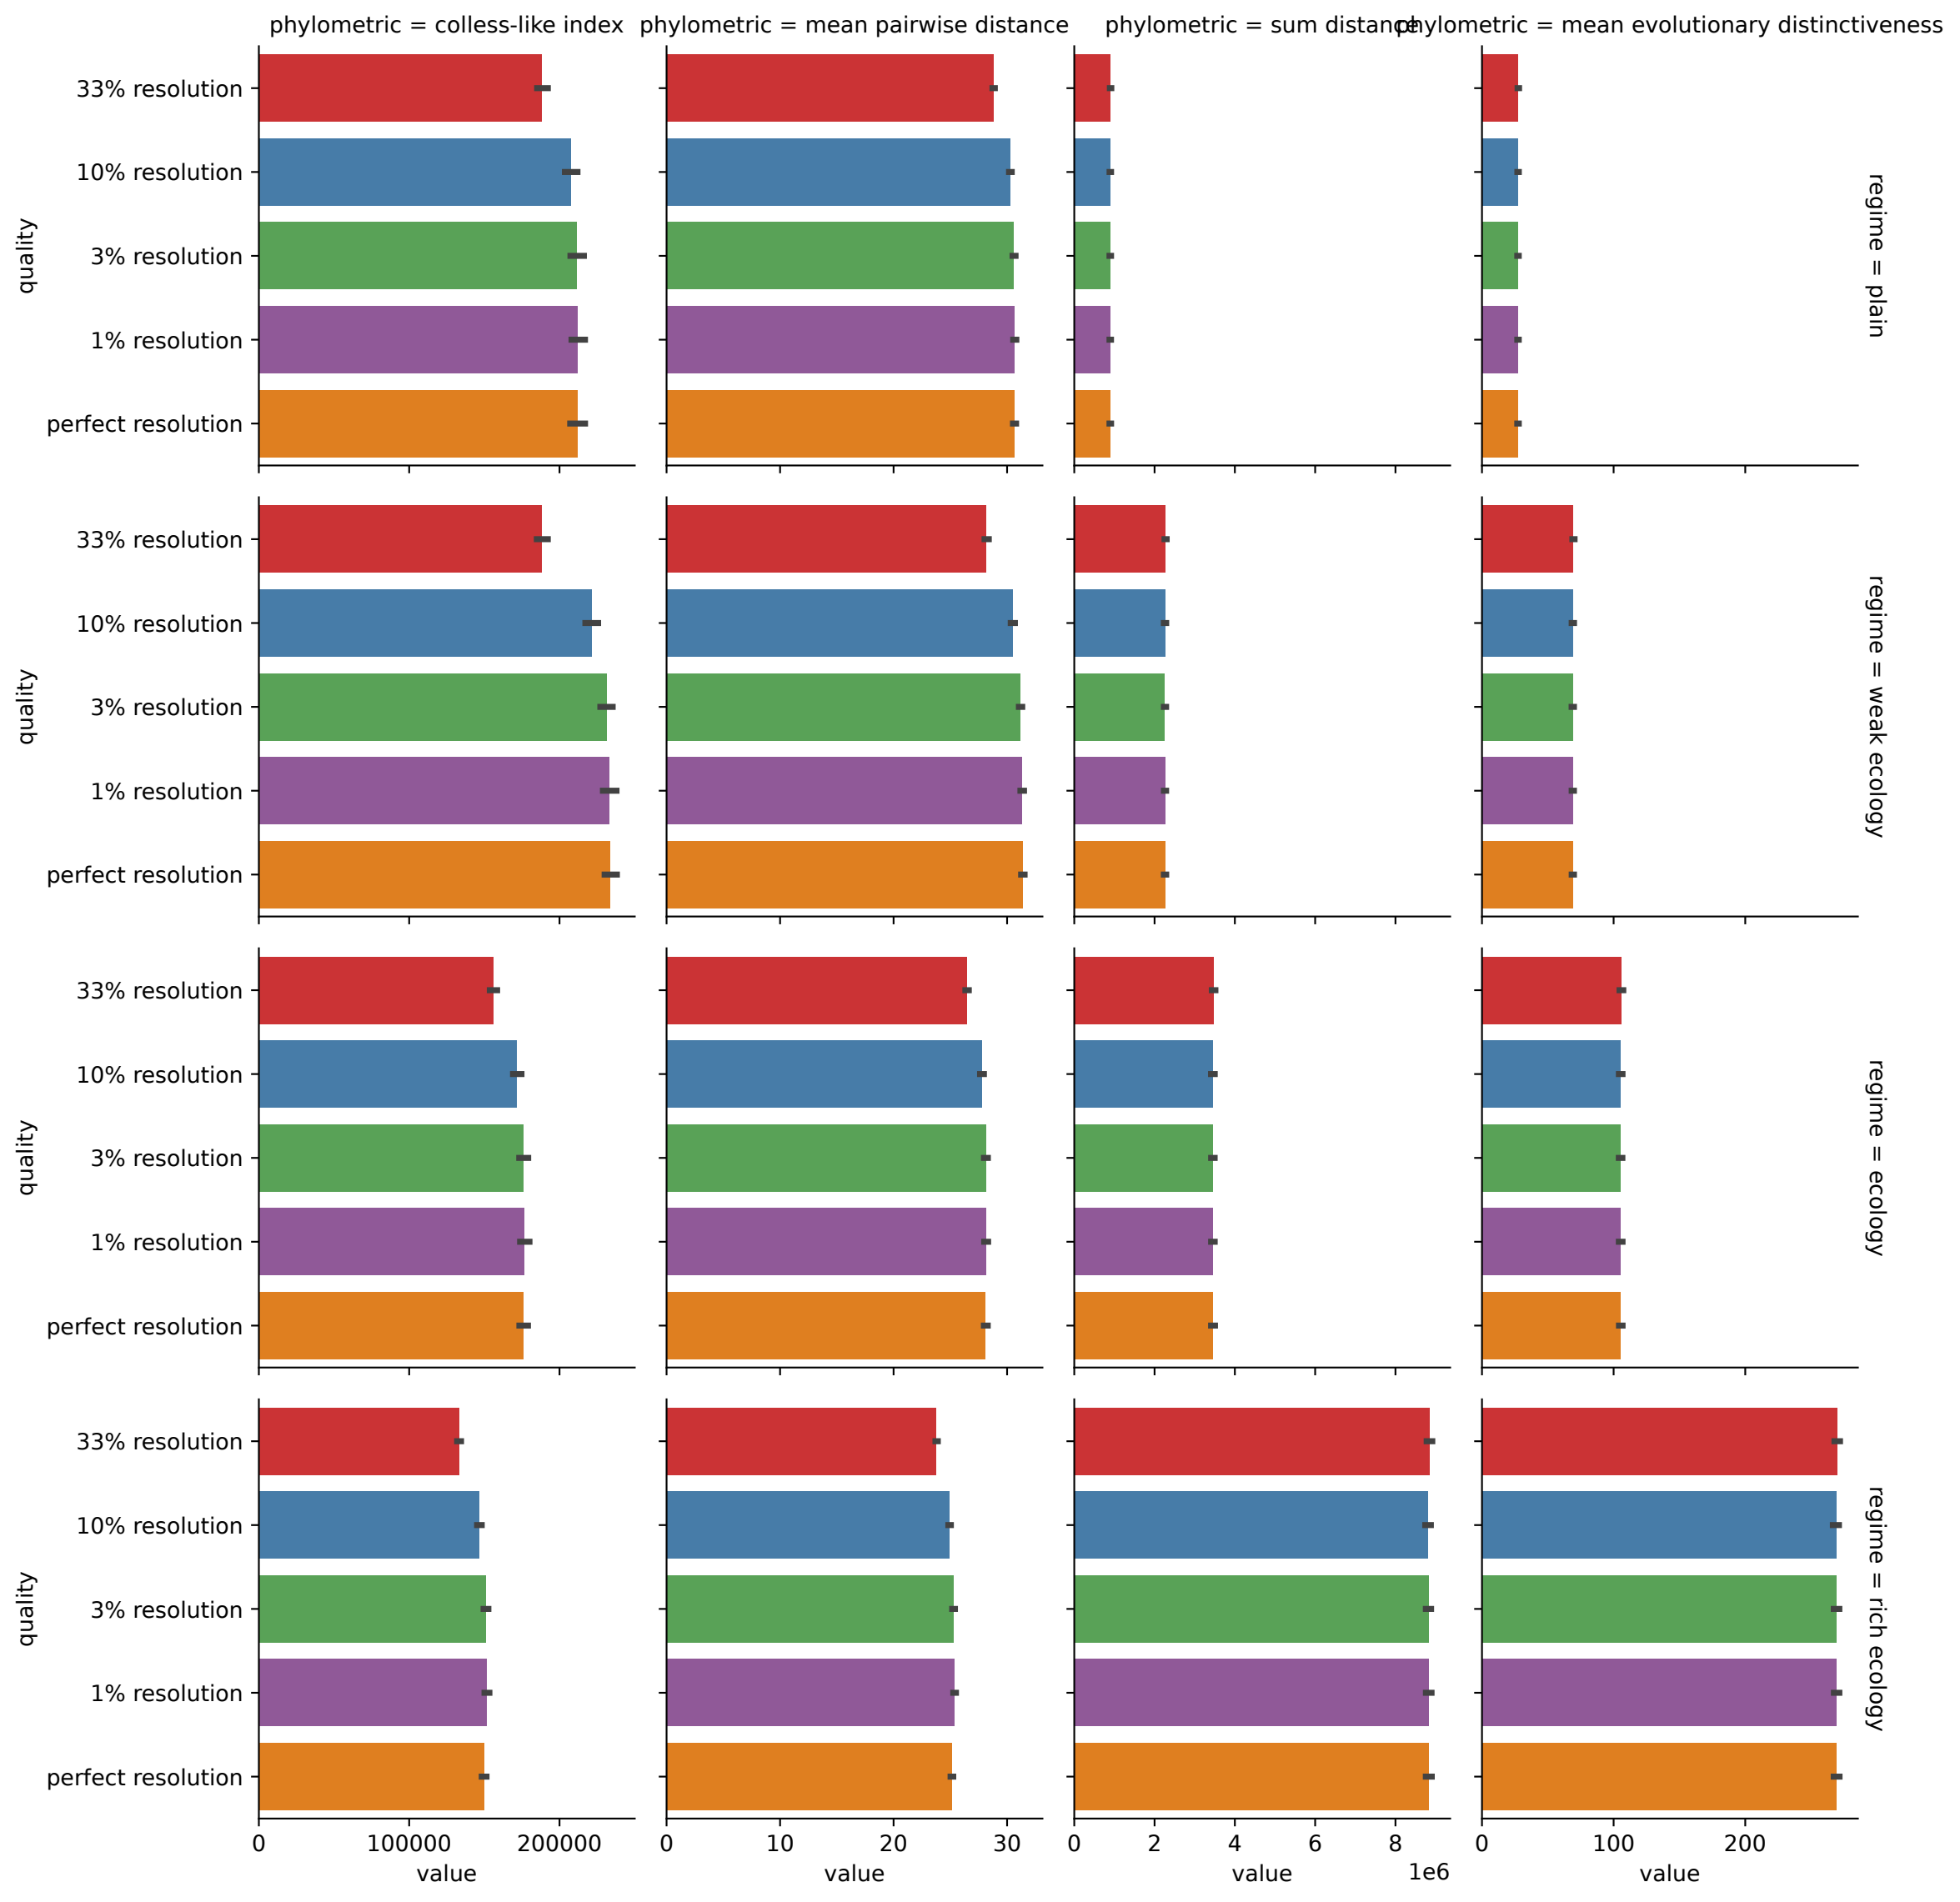 phylometric = colless-like index
phylometric = mean pairwise distance
phylometric = sum distance
phylometric = mean evolutionary distinctiveness
quality
33% resolution
10% resolution
3% resolution
1% resolution
perfect resolution
regime = plain
quality
33% resolution
10% resolution
3% resolution
1% resolution
perfect resolution
regime = weak ecology
quality
33% resolution
10% resolution
3% resolution
1% resolution
perfect resolution
regime = ecology
quality
33% resolution
10% resolution
3% resolution
1% resolution
perfect resolution
regime = rich ecology
0 100000 200000
value
0 10 20 30
value
0 2 4 6 8
1e6
value
0 100 200
value